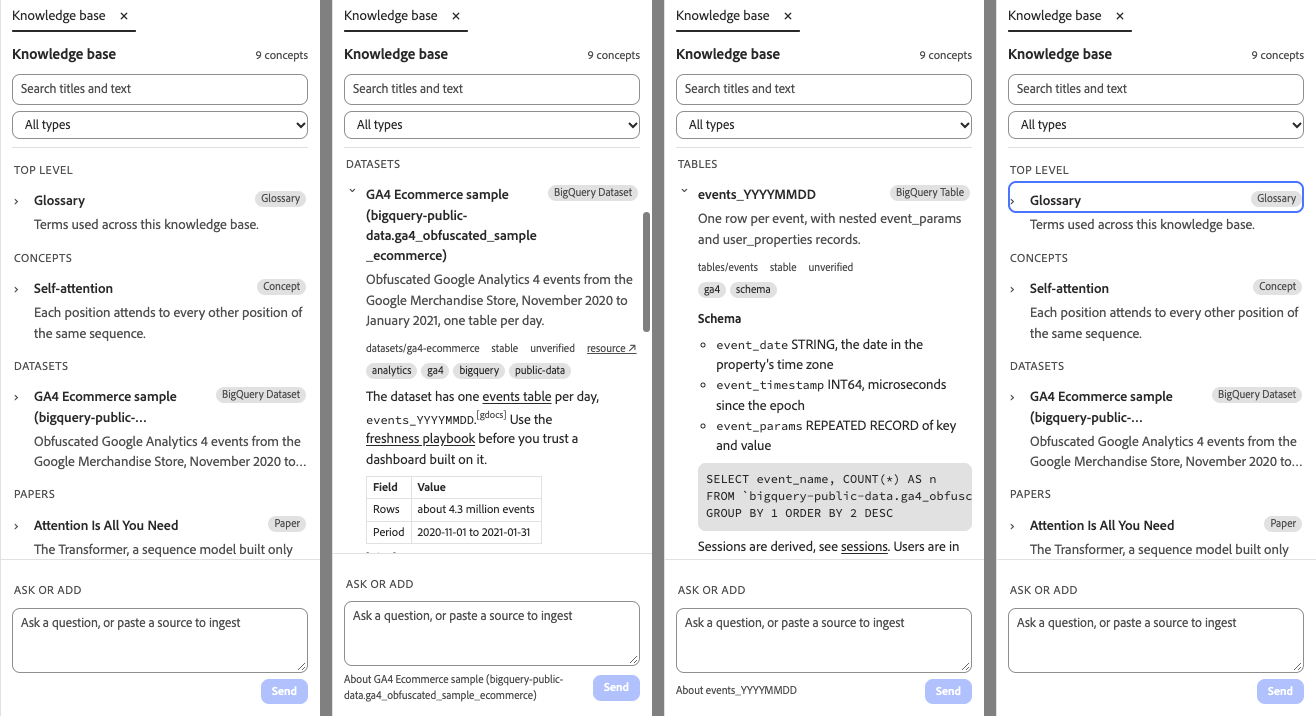 Knowledge base ×
Knowledge base 9 concepts
Search titles and text
All types
TOP LEVEL
Glossary Glossary
Terms used across this knowledge base.
CONCEPTS
Self-attention Concept
Each position attends to every other position of
the same sequence.
DATASETS
GA4 Ecommerce sample BigQuery Dataset
(bigquery-public-...
Obfuscated Google Analytics 4 events from the
Google Merchandise Store, November 2020 to...
PAPERS
Attention Is All You Need Paper
The Transformer, a sequence model built only
ASK OR ADD
Ask a question, or paste a source to ingest
Send
Knowledge base ×
Knowledge base 9 concepts
Search titles and text
All types
DATASETS
GA4 Ecommerce sample BigQuery Dataset
(bigquery-public-
data.ga4_obfuscated_sample
_ecommerce)
Obfuscated Google Analytics 4 events from the
Google Merchandise Store, November 2020 to
January 2021, one table per day.
datasets/ga4-ecommerce stable unverified resource ↗
analytics ga4 bigquery public-data
The dataset has one events table per day,
events_YYYYMMDD.[gdocs] Use the
freshness playbook before you trust a
dashboard built on it.
Field Value
Rows about 4.3 million events
Period 2020-11-01 to 2021-01-31
ASK OR ADD
Ask a question, or paste a source to ingest
About GA4 Ecommerce sample (bigquery-public-
data.ga4_obfuscated_sample_ecommerce)
Send
Knowledge base ×
Knowledge base 9 concepts
Search titles and text
All types
TABLES
events_YYYYMMDD BigQuery Table
One row per event, with nested event_params
and user_properties records.
tables/events stable unverified
ga4 schema
Schema
event_date STRING, the date in the
property's time zone
event_timestamp INT64, microseconds
since the epoch
event_params REPEATED RECORD of key
and value
SELECT event_name, COUNT(*) AS n
FROM `bigquery-public-data.ga4_obfusc
GROUP BY 1 ORDER BY 2 DESC
Sessions are derived, see sessions. Users are in
ASK OR ADD
Ask a question, or paste a source to ingest
About events_YYYYMMDD
Send
Knowledge base ×
Knowledge base 9 concepts
Search titles and text
All types
TOP LEVEL
Glossary Glossary
Terms used across this knowledge base.
CONCEPTS
Self-attention Concept
Each position attends to every other position of
the same sequence.
DATASETS
GA4 Ecommerce sample BigQuery Dataset
(bigquery-public-...
Obfuscated Google Analytics 4 events from the
Google Merchandise Store, November 2020 to...
PAPERS
Attention Is All You Need Paper
The Transformer, a sequence model built only
ASK OR ADD
Ask a question, or paste a source to ingest
Send